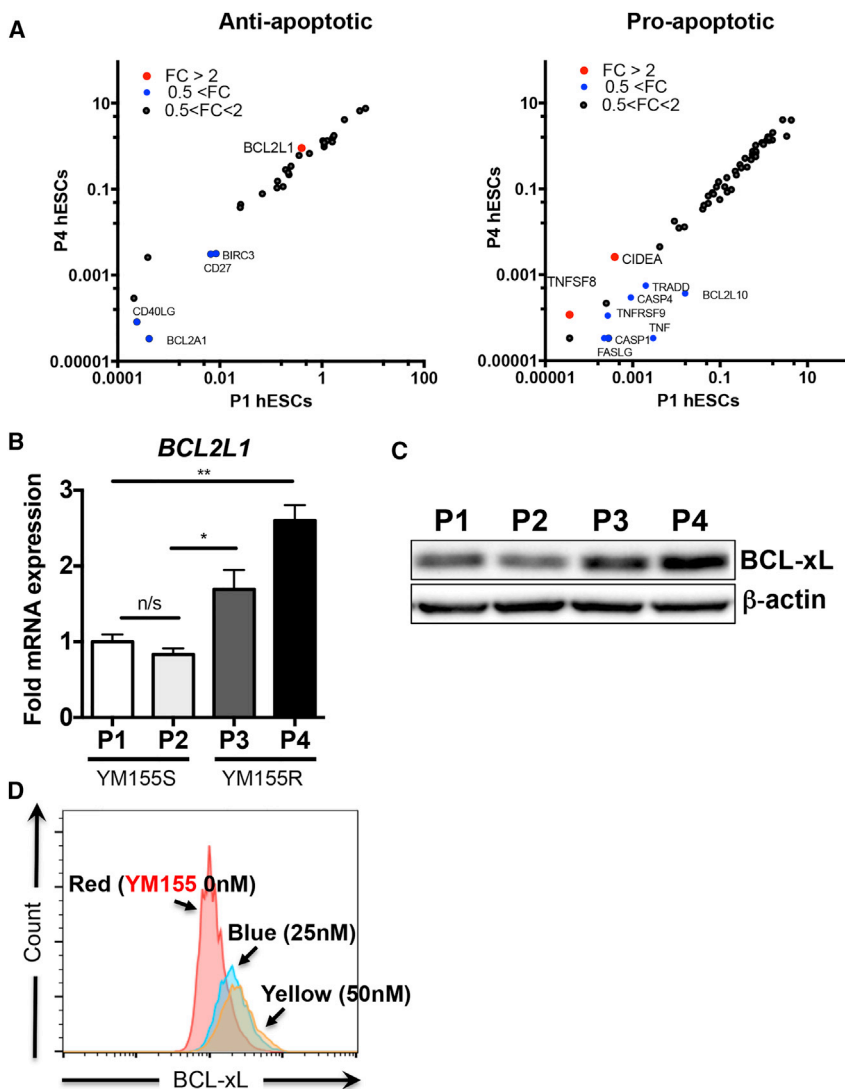 A
Anti-apoptotic
FC > 2
0.5 <FC
0.5<FC<2
10
0.1
0.001
0.00001
P4 hESCs
BCL2L1
BIRC3
CD27
CD40LG
BCL2A1
0.0001
0.01
1
100
P1 hESCs
Pro-apoptotic
FC > 2
0.5 <FC
0.5<FC<2
10
0.1
0.001
0.00001
P4 hESCs
CIDEA
TNFSF8
TRADD
CASP4
BCL2L10
TNFRSF9
TNF
CASP1
FASLG
0.00001
0.001
0.1
10
P1 hESCs
B
BCL2L1
Fold mRNA expression
3
2
1
0
**
*
n/s
P1 P2 P3 P4
YM155S YM155R
C
P1 P2 P3 P4
BCL-xL
β-actin
D
Count
Red (YM155 0nM)
Blue (25nM)
Yellow (50nM)
BCL-xL